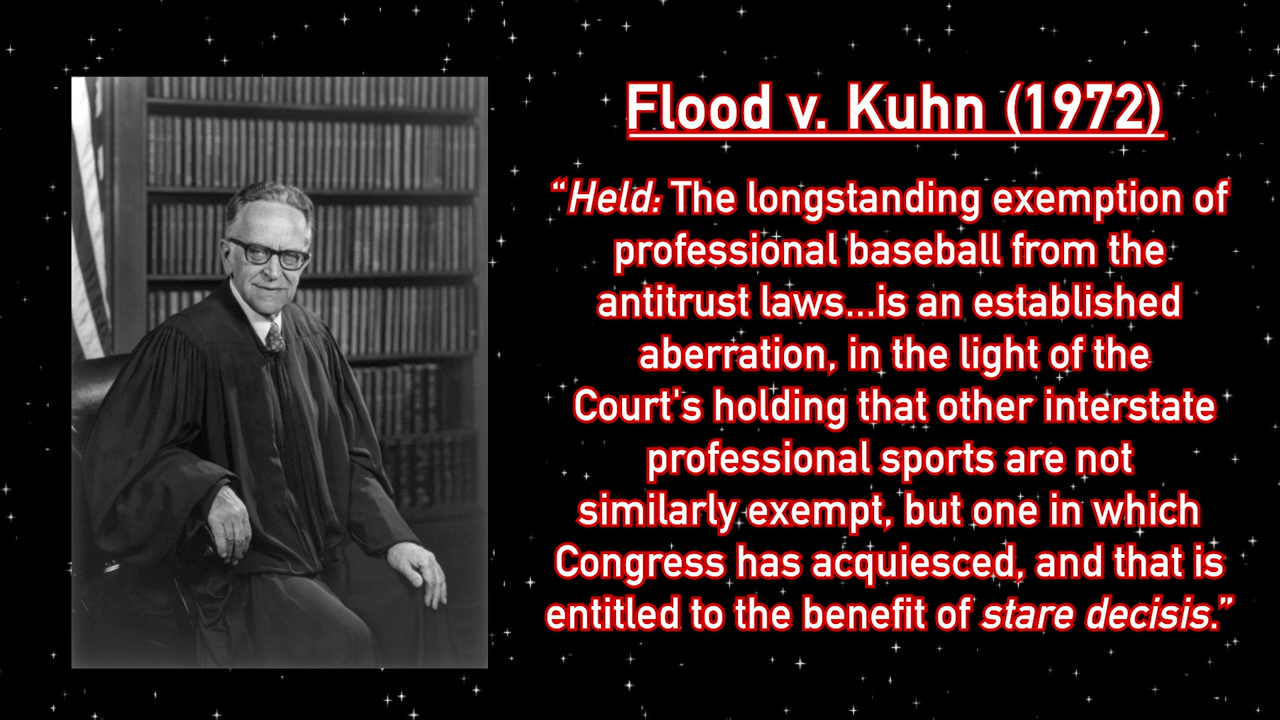 Flood v. Kuhn (1972)
“Held: The longstanding exemption of
professional baseball from the
antitrust laws...is an established
aberration, in the light of the
Court's holding that other interstate
professional sports are not
similarly exempt, but one in which
Congress has acquiesced, and that is
entitled to the benefit of stare decisis.”